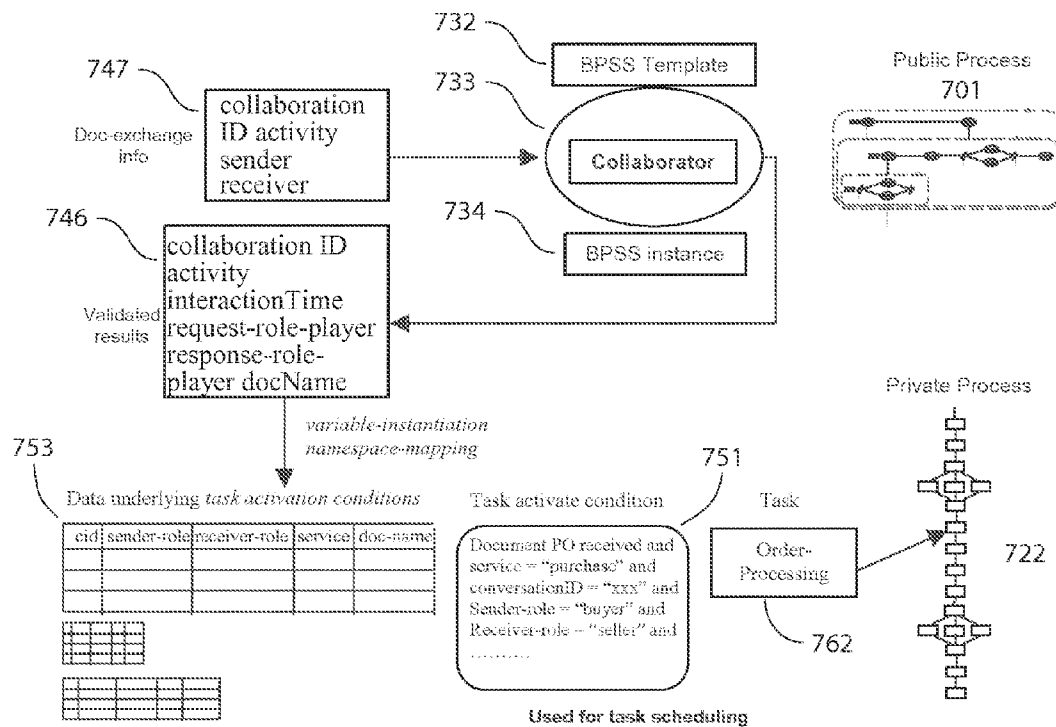 732
BPSS Template
Public Process
701
747
733
collaboration
ID activity
sender
receiver
Doc-exchange
info
Collaborator
746
734
BPSS instance
collaboration ID
activity
interactionTime
request-role-player
response-role-
player docName
Validated
results
Private Process
variable-instantiation
namespace-mapping
753
751
Data underlying task activation conditions
Task activate condition
Task
cid sender-role receiver-role service doc-name
Document PO received and
service = "purchase" and
conversationID = "xxx" and
Sender-role = "buyer" and
Receiver-role = "seller" and
..........
Order-
Processing
722
762
Used for task scheduling